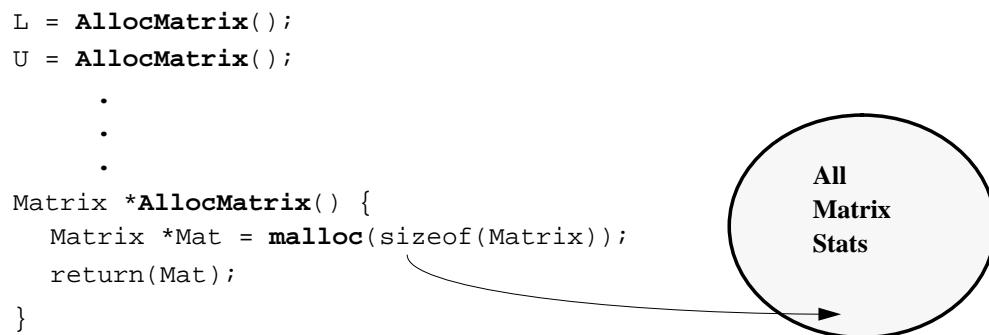 L = AllocMatrix();
U = AllocMatrix();
.
.
.
Matrix *AllocMatrix() {
Matrix *Mat = malloc(sizeof(Matrix));
return(Mat);
}
All
Matrix
Stats